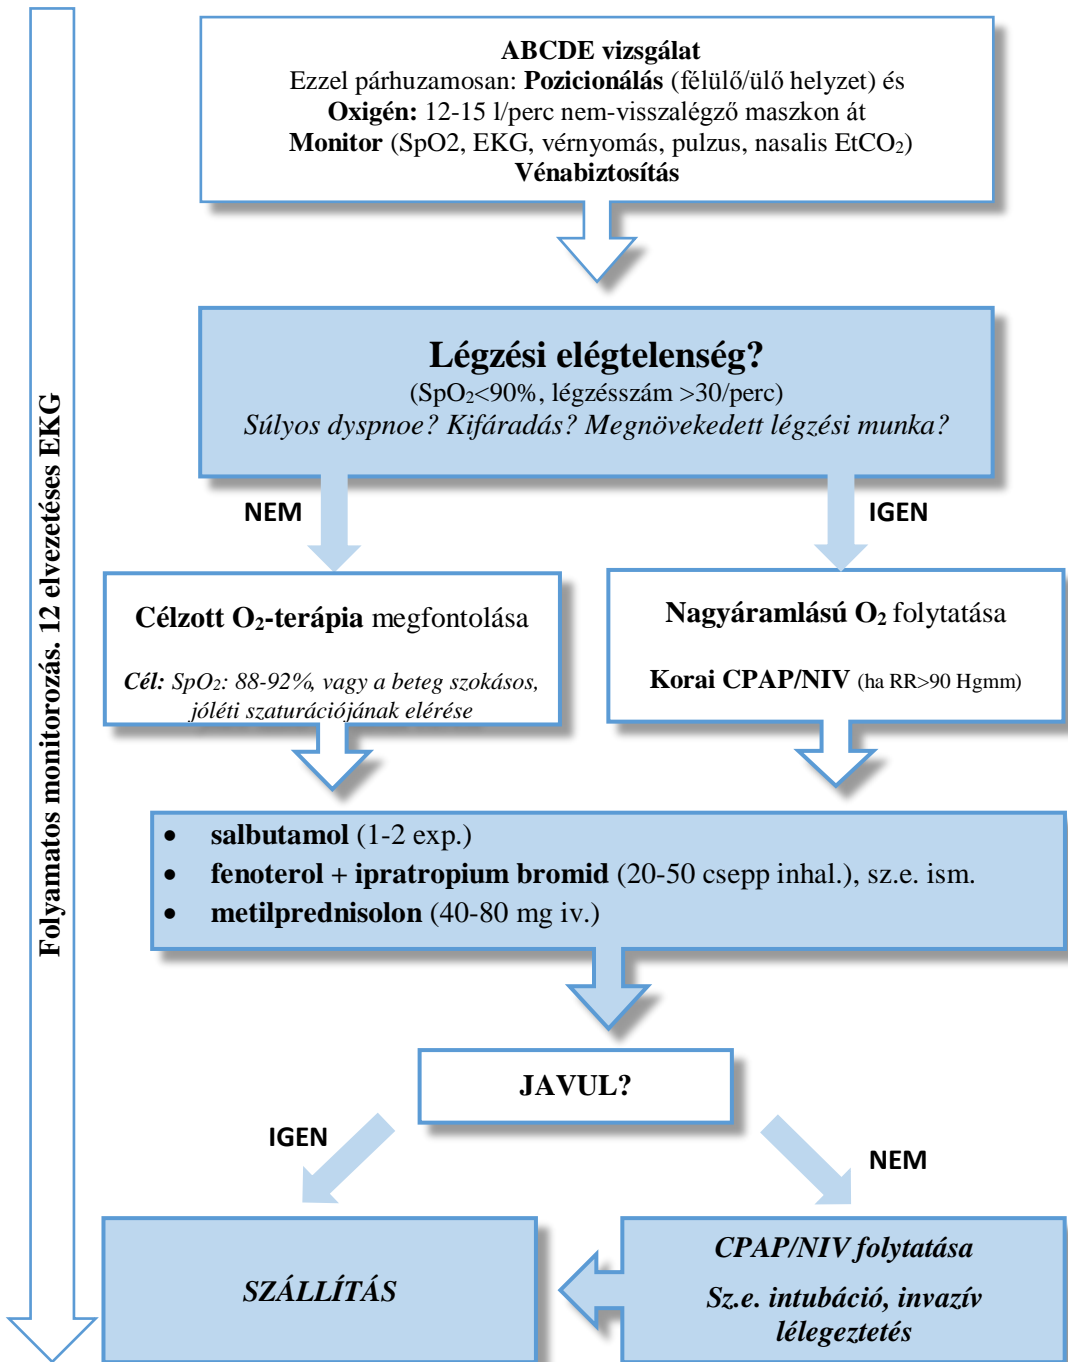 Folyamatos monitorozás. 12 elvezetéses EKG
ABCDE vizsgálat
Ezzel párhuzamosan: Pozicionálás (félülő/ülő helyzet) és
Oxigén: 12-15 l/perc nem-visszalégző maszkon át
Monitor (SpO2, EKG, vérnyomás, pulzus, nasalis EtCO₂)
Vénabiztosítás
Légzési elégtelenség?
(SpO₂<90%, légzésszám >30/perc)
Súlyos dyspnoe? Kifáradás? Megnövekedett légzési munka?
NEM
IGEN
Célzott O₂-terápia megfontolása
Cél: SpO₂: 88-92%, vagy a beteg szokásos,
jóléti szaturációjának elérése
Nagyáramlású O₂ folytatása
Korai CPAP/NIV (ha RR>90 Hgmm)
• salbutamol (1-2 exp.)
• fenoterol + ipratropium bromid (20-50 csepp inhal.), sz.e. ism.
• metilprednisolon (40-80 mg iv.)
JAVUL?
IGEN
NEM
SZÁLLÍTÁS
CPAP/NIV folytatása
Sz.e. intubáció, invazív
lélegeztetés